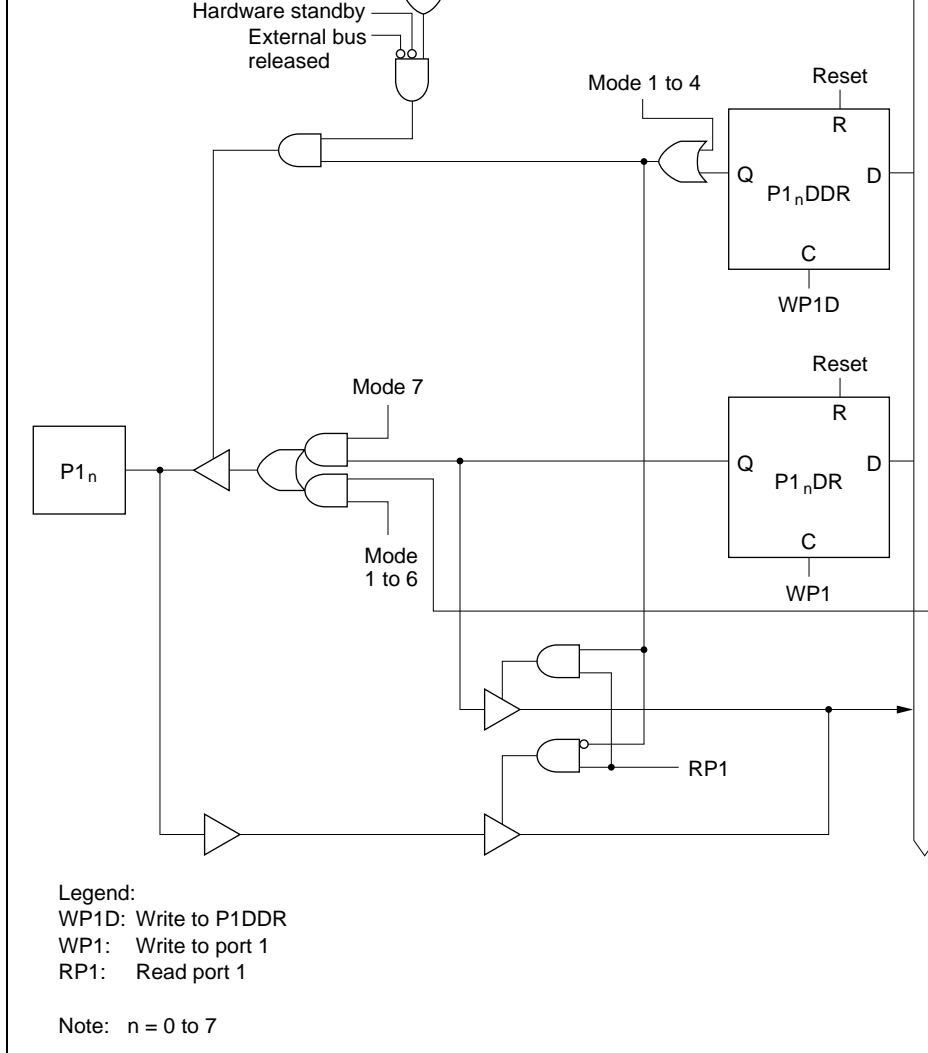 Hardware standby
External bus
released
Mode 1 to 4
Reset
R
Q
D
P1nDDR
C
WP1D
Reset
Mode 7
R
P1n
Q
D
P1nDR
C
Mode
1 to 6
WP1
RP1
Legend:
WP1D: Write to P1DDR
WP1: Write to port 1
RP1: Read port 1
Note: n = 0 to 7